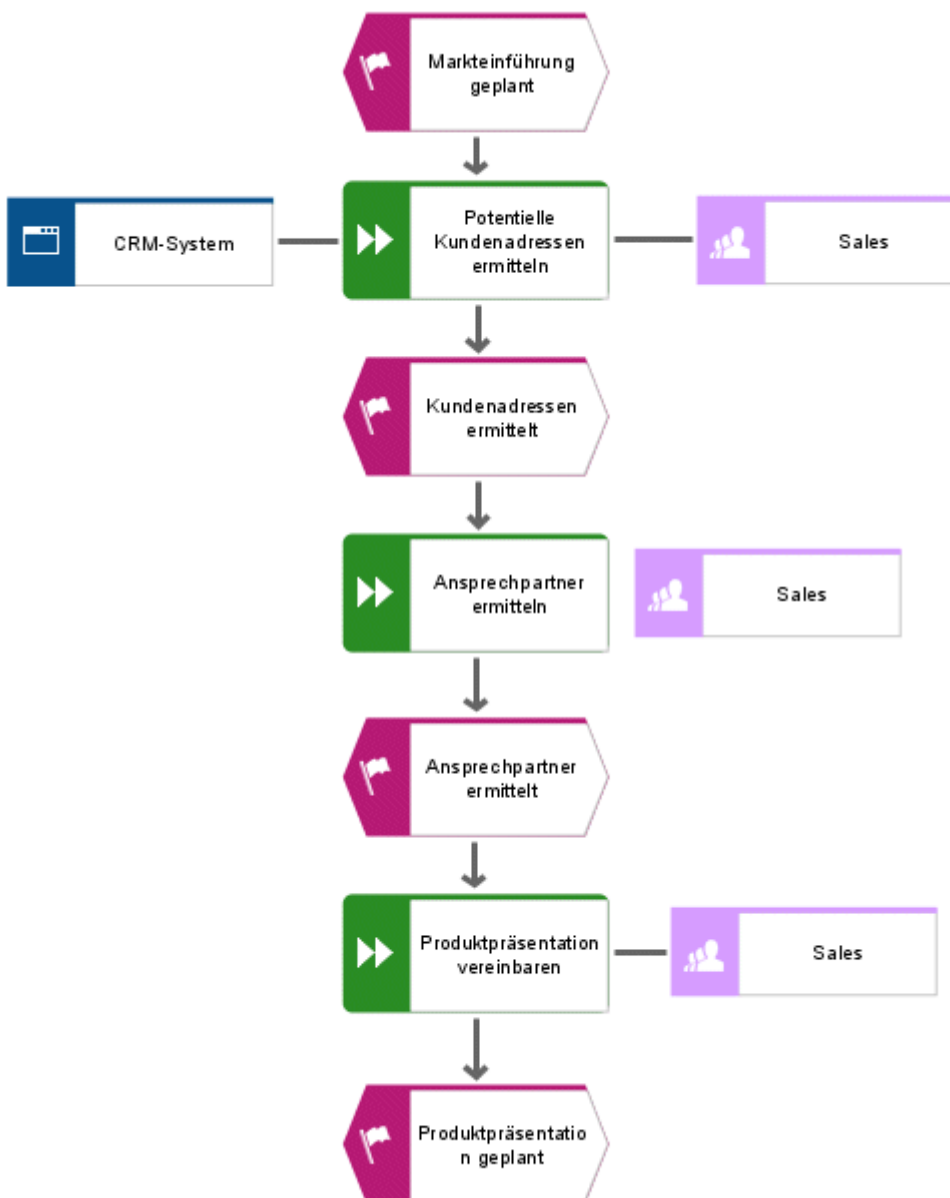 Markteinführung
geplant
CRM-System
Potentielle
Kundenadressen
ermitteln
Sales
Kundenadressen
ermittelt
Ansprechpartner
ermitteln
Sales
Ansprechpartner
ermittelt
Produktpräsentation
vereinbaren
Sales
Produktpräsentatio
n geplant